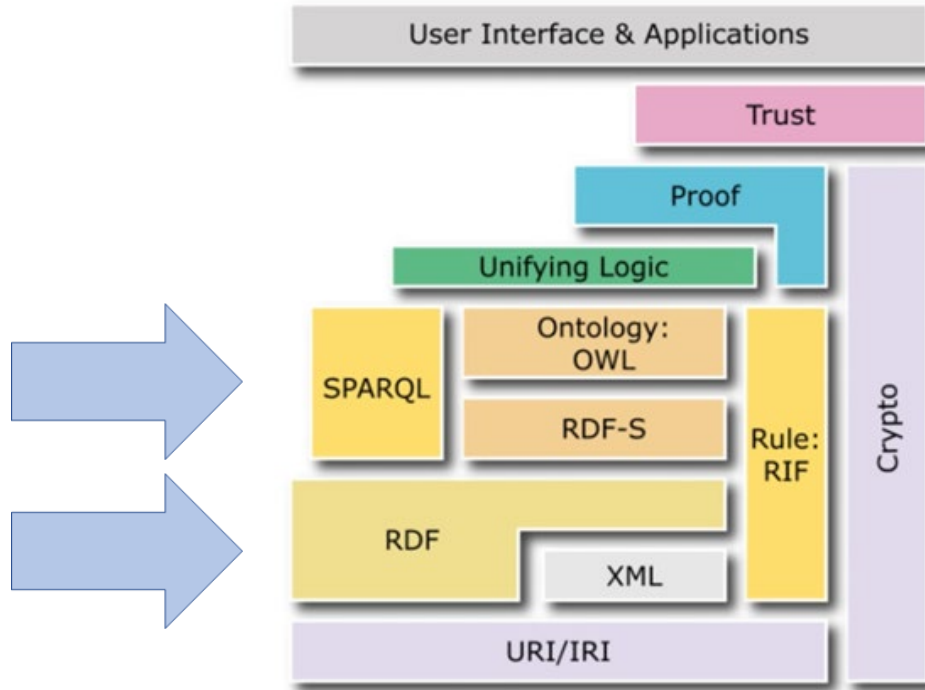 User Interface & Applications
Trust
Proof
Unifying Logic
Ontology:
OWL
SPARQL
RDF-S
Rule:
RIF
Crypto
RDF
XML
URI/IRI